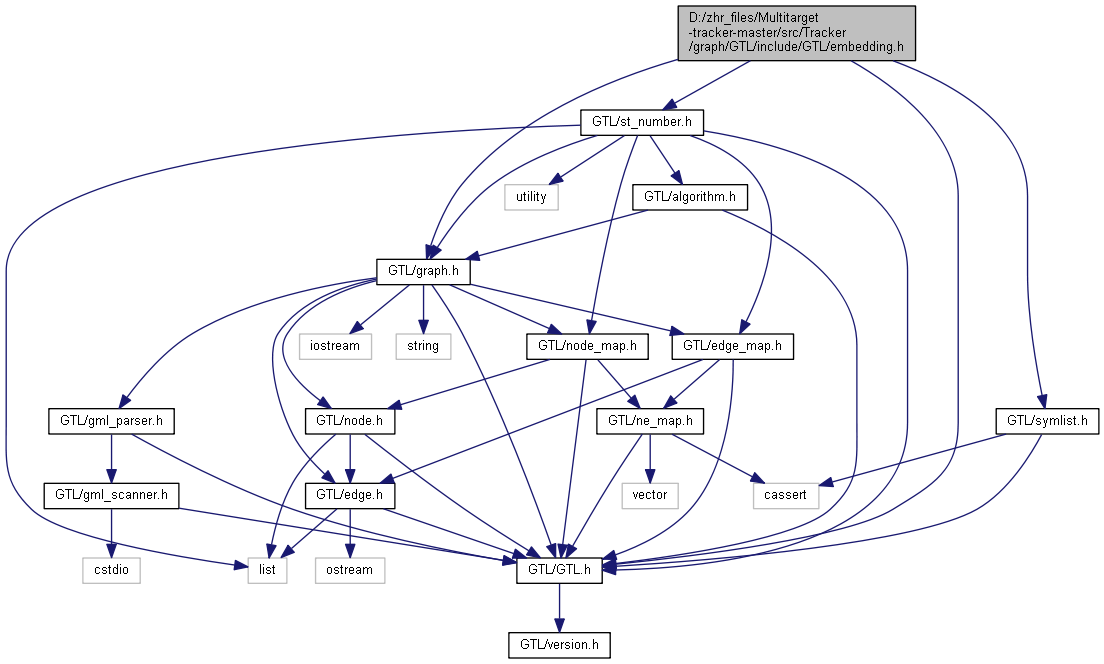 D:/zhr_files/Multitarget
-tracker-master/src/Tracker
/graph/GTL/include/GTL/embedding.h
GTL/st_number.h
utility
GTL/algorithm.h
GTL/graph.h
iostream
string
GTL/node_map.h
GTL/edge_map.h
GTL/gml_parser.h
GTL/node.h
GTL/ne_map.h
GTL/symlist.h
GTL/gml_scanner.h
GTL/edge.h
vector
cassert
cstdio
list
ostream
GTL/GTL.h
GTL/version.h